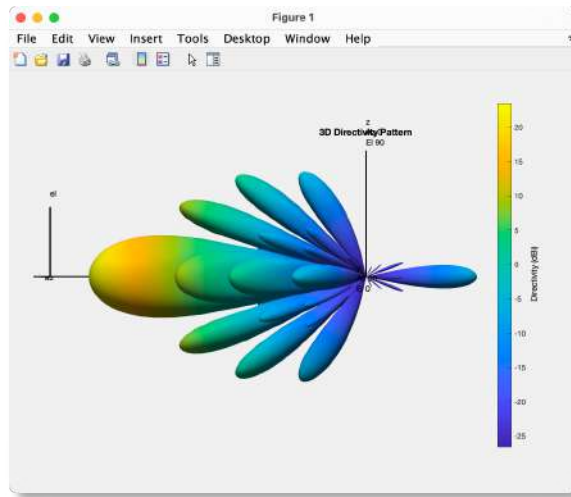 Figure 1
File Edit View Insert Tools Desktop Window Help
z
3D Directivity Pattern
El 90
el
az
20
15
10
5
0
-5
-10
-15
-20
-25
Directivity (dBi)